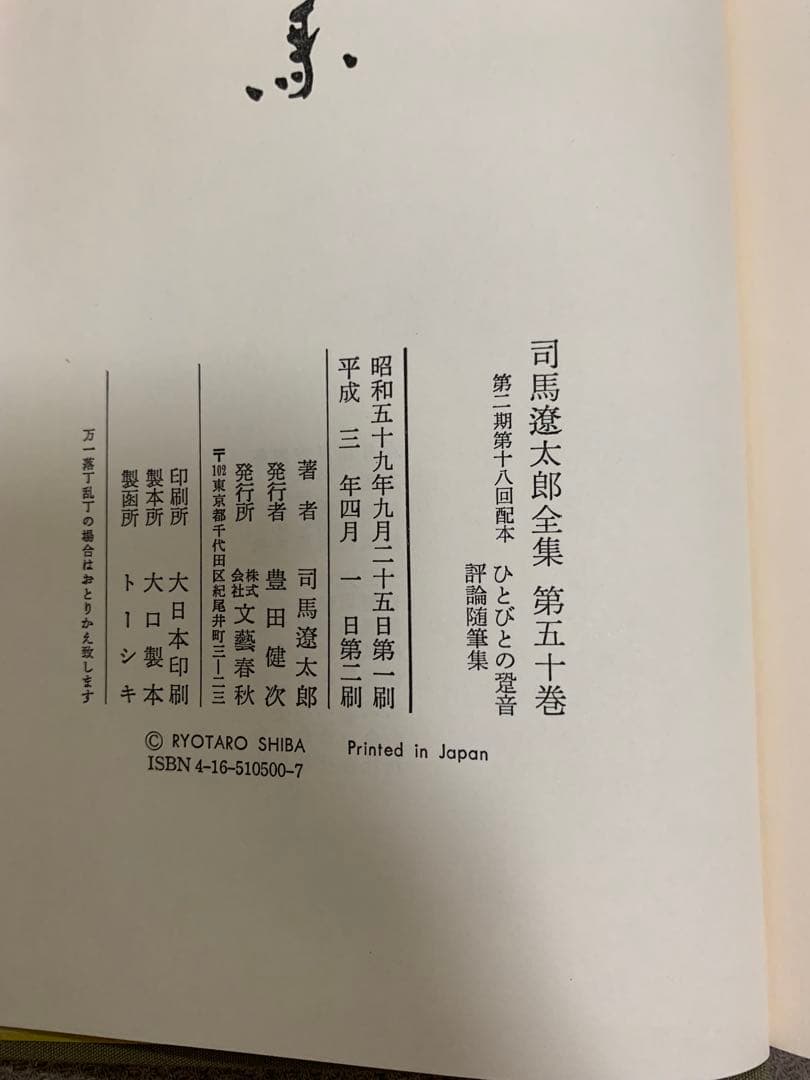 馬
司馬遼太郎全集 第五十巻
第二期第十八回配本 ひとびとの跫音
評論随筆集
昭和五十九年九月二十五日第一刷
平成 三 年四月 一 日第二刷
著者 司馬遼太郎
発行者 豊田健次
発行所 株式会社文藝春秋
〒102東京都千代田区紀尾井町三―二三
印刷所 大日本印刷
製本所 大口製本
製函所 トーシキ
万一落丁乱丁の場合はおとりかえ致します
© RYOTARO SHIBA Printed in Japan
ISBN4-16-510500-7